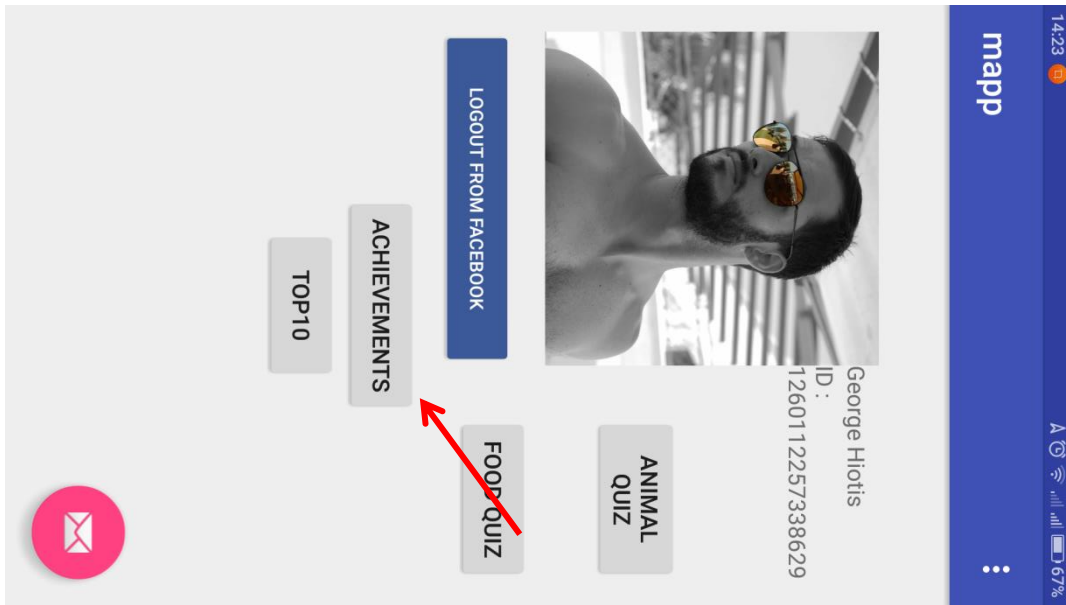 14:23 A 67%
mapp
George Hiotis
ID :
1260112257338629
ANIMAL
QUIZ
LOGOUT FROM FACEBOOK
FOOD QUIZ
ACHIEVEMENTS
TOP10